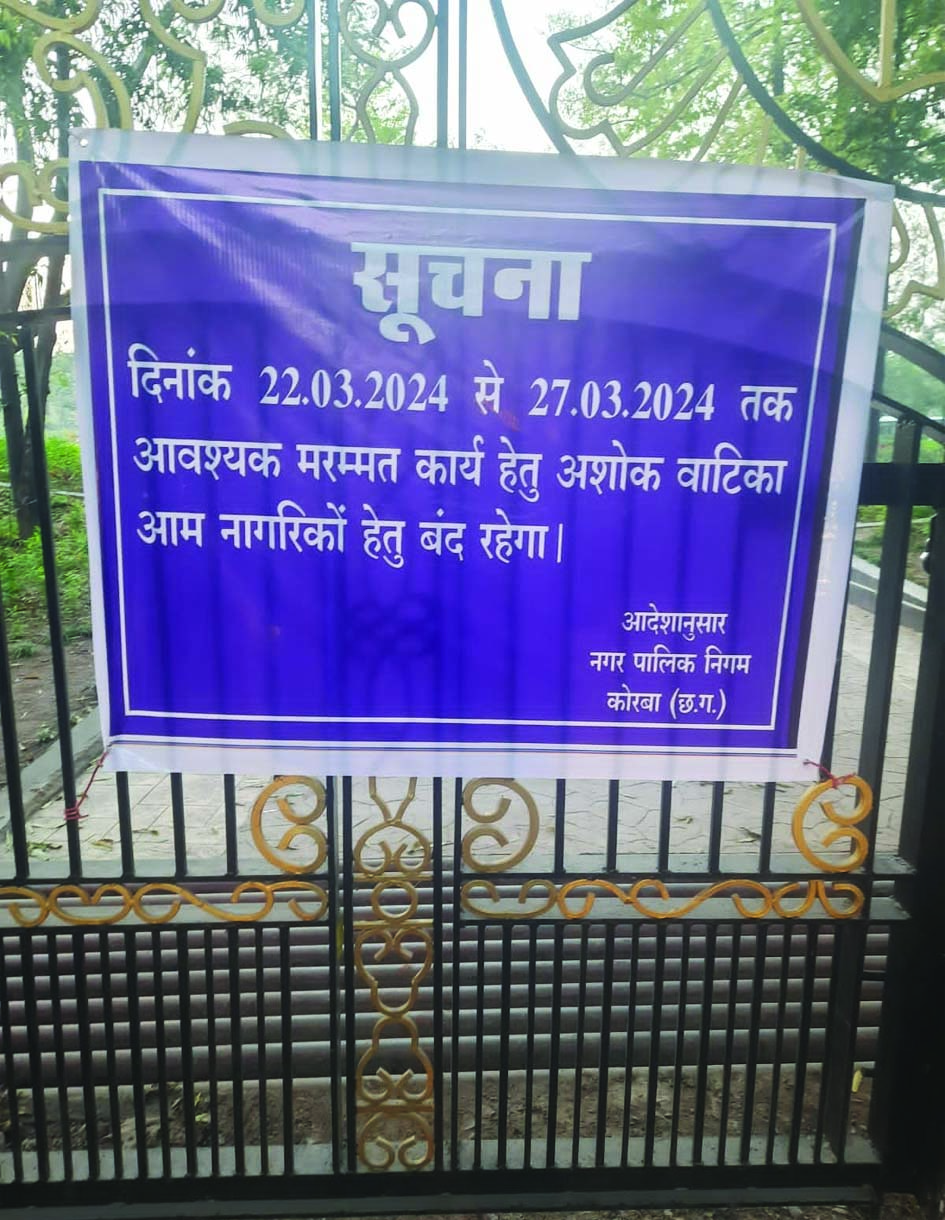 सूचना
दिनांक 22.03.2024 से 27.03.2024 तक
आवश्यक मरम्मत कार्य हेतु अशोक वाटिका
आम नागरिकों हेतु बंद रहेगा।
आदेशानुसार
नगर पालिक निगम
कोरबा (छ.ग.)